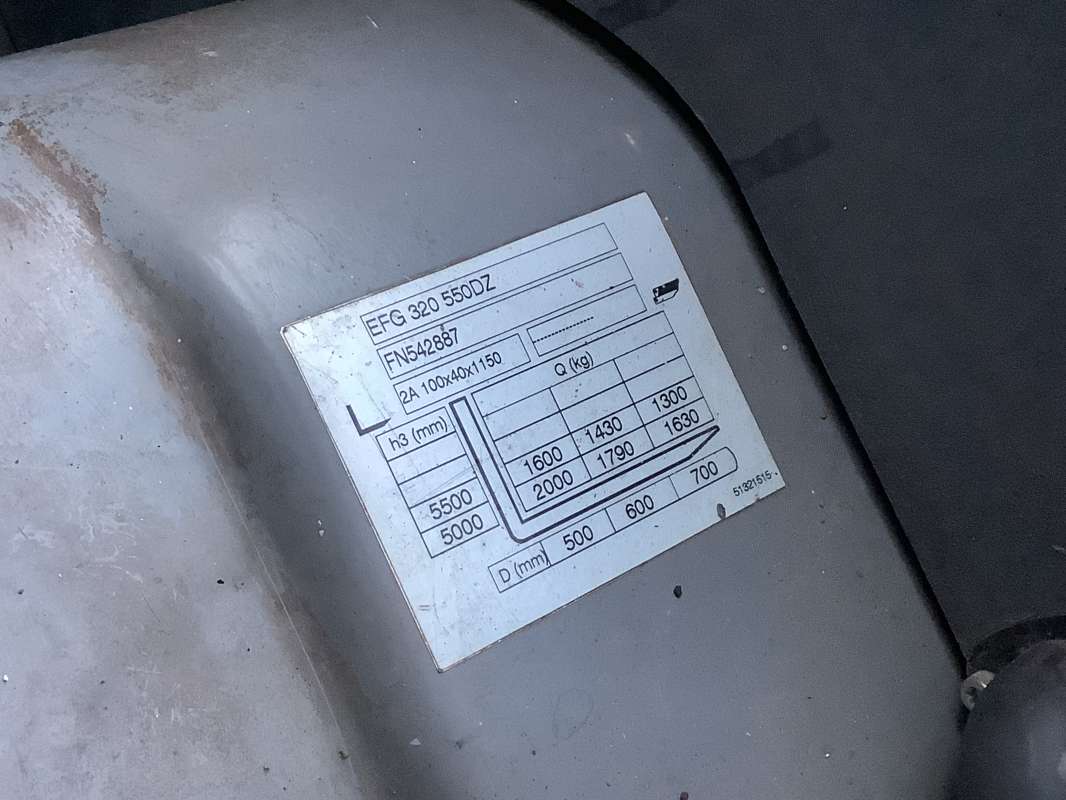 EFG 320 550DZ
FN542887
2A 100x40x1150 ---------------
h3 (mm) Q (kg)
5500 1600 1430 1300
5000 2000 1790 1630
D (mm) 500 600 700
51321515